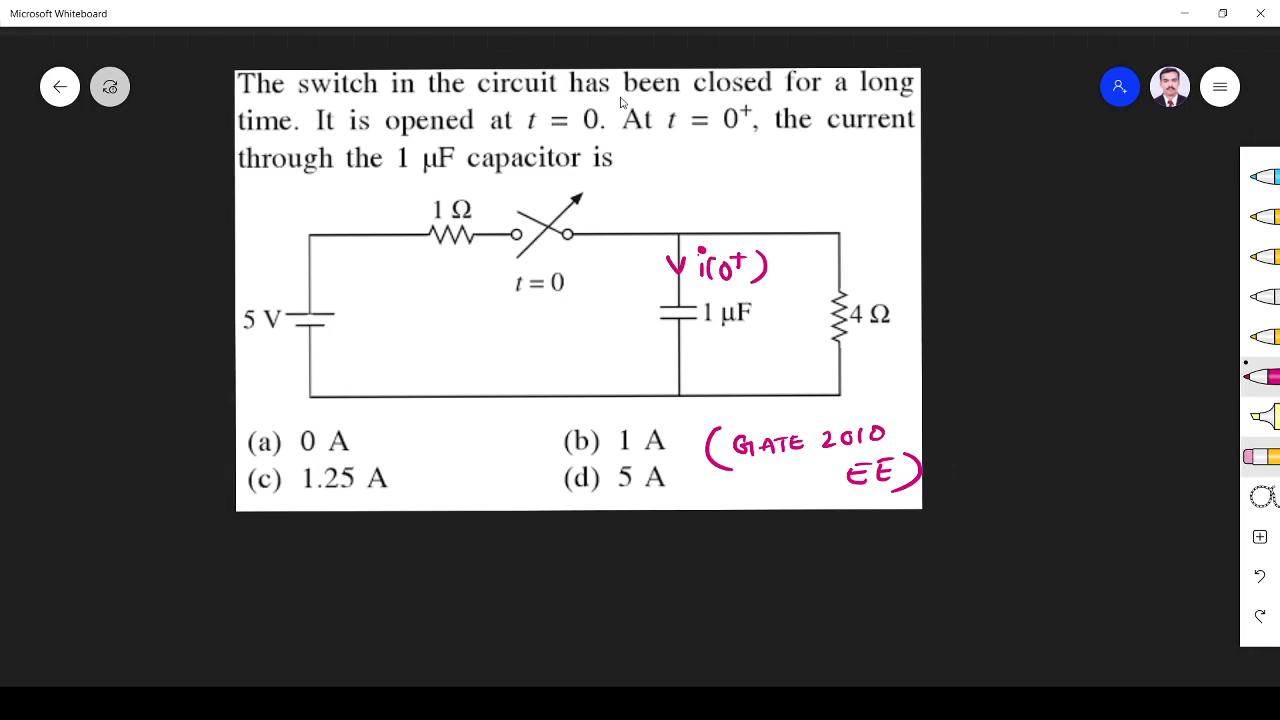 Microsoft Whiteboard
The switch in the circuit has been closed for a long
time. It is opened at t = 0. At t = 0⁺, the current
through the 1 μF capacitor is
1 Ω
i(0⁺)
t = 0
5 V
1 μF
4 Ω
(a) 0 A (b) 1 A
(GATE 2010
(c) 1.25 A (d) 5 A
EE)